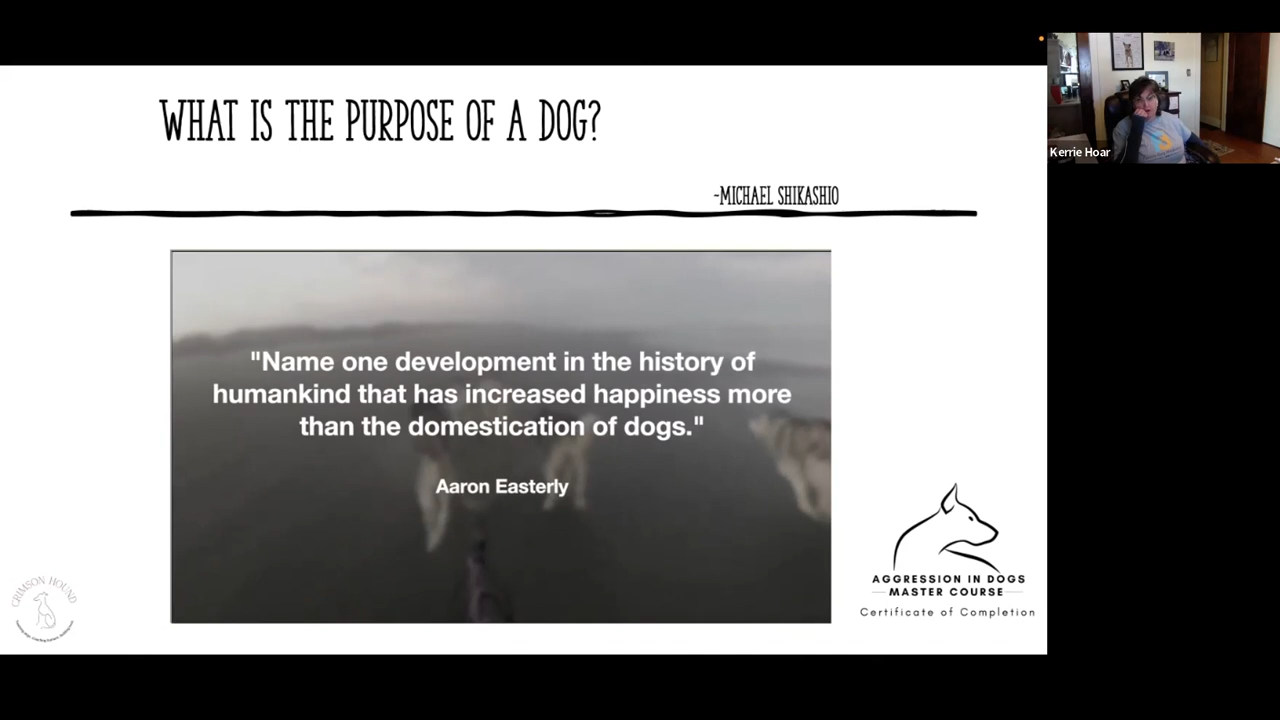 WHAT IS THE PURPOSE OF A DOG?
-MICHAEL SHIKASHIO
"Name one development in the history of
humankind that has increased happiness more
than the domestication of dogs."
Aaron Easterly
Kerrie Hoar
CRIMSON HOUND
AGGRESSION IN DOGS
MASTER COURSE
Certificate of Completion